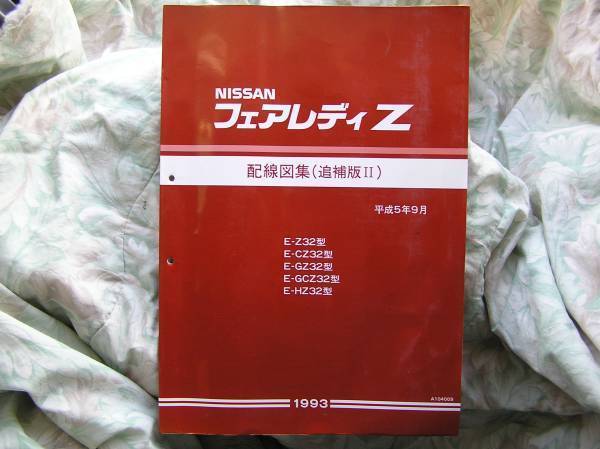 NISSAN
フェアレディZ
配線図集(追補版II)
平成5年9月
E-Z32型
E-CZ32型
E-GZ32型
E-GCZ32型
E-HZ32型
1993
A104009